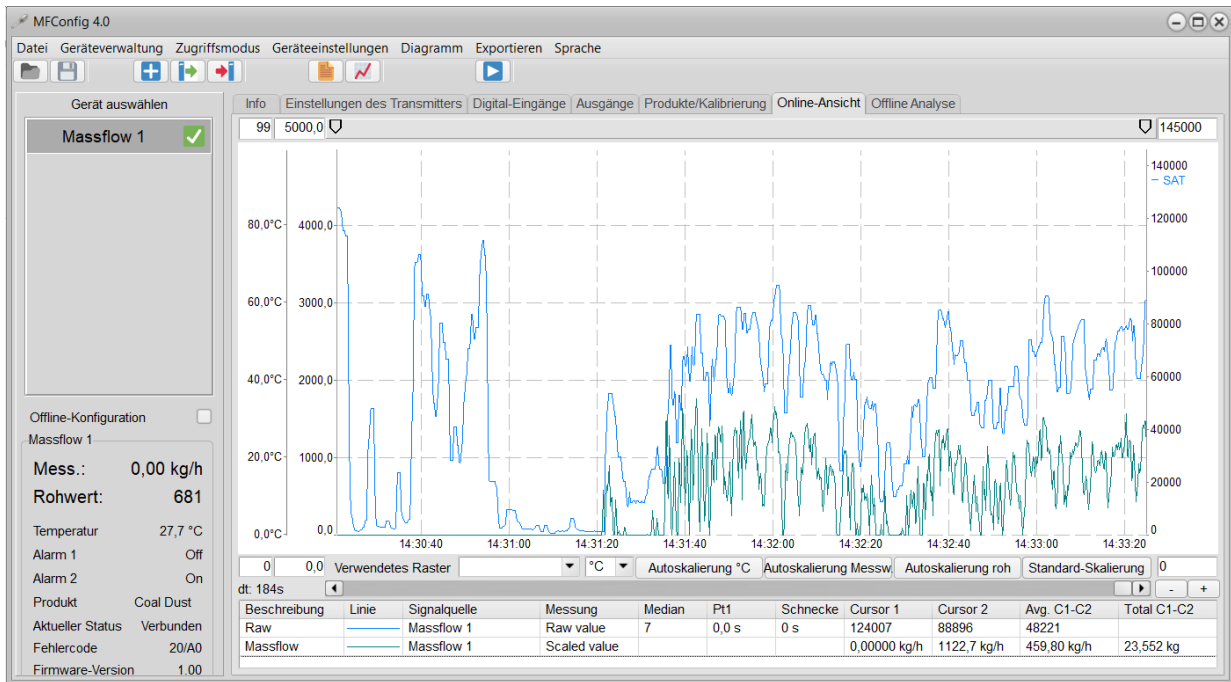 MFConfig 4.0
Datei Geräteverwaltung Zugriffsmodus Geräteeinstellungen Diagramm Exportieren Sprache
Gerät auswählen
Massflow 1
Offline-Konfiguration
Massflow 1
Mess.: 0,00 kg/h
Rohwert: 681
Temperatur 27,7 °C
Alarm 1 Off
Alarm 2 On
Produkt Coal Dust
Aktueller Status Verbunden
Fehlercode 20/A0
Firmware-Version 1.00
Info Einstellungen des Transmitters Digital-Eingänge Ausgänge Produkte/Kalibrierung Online-Ansicht Offline Analyse
99 5000,0 145000
140000
– SAT
80,0°C 4000,0 120000
100000
60,0°C 3000,0
80000
40,0°C 2000,0 60000
40000
20,0°C 1000,0
20000
0,0°C 0,0 0
14:30:40 14:31:00 14:31:20 14:31:40 14:32:00 14:32:20 14:32:40 14:33:00 14:33:20
0 0,0 Verwendetes Raster °C Autoskalierung °C Autoskalierung Messw. Autoskalierung roh Standard-Skalierung 0
dt: 184s - +
Beschreibung Linie Signalquelle Messung Median Pt1 Schnecke Cursor 1 Cursor 2 Avg. C1-C2 Total C1-C2
Raw Massflow 1 Raw value 7 0,0 s 0 s 124007 88896 48221
Massflow Massflow 1 Scaled value 0,00000 kg/h 1122,7 kg/h 459,80 kg/h 23,552 kg